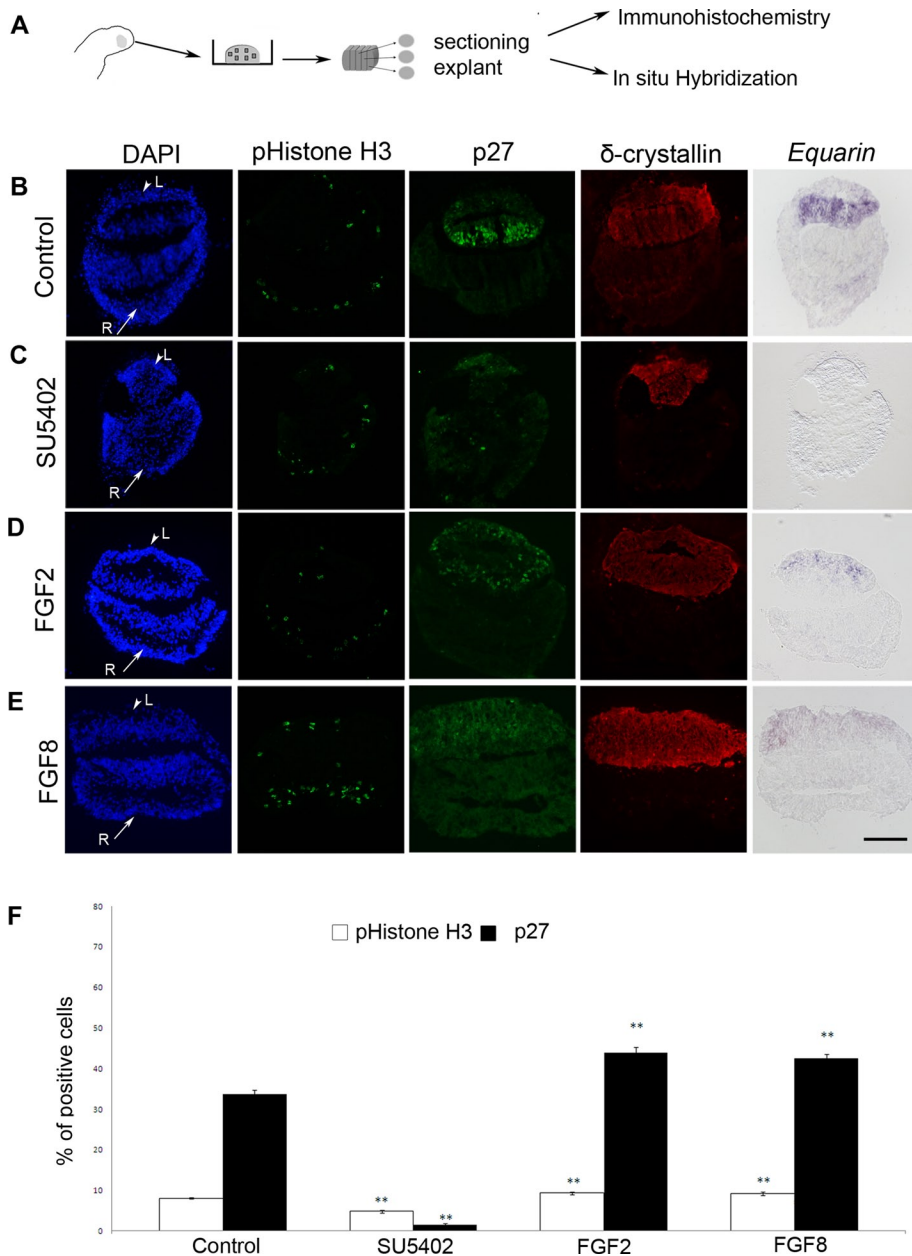 A
sectioning
explant
Immunohistochemistry
In situ Hybridization
DAPI pHistone H3 p27 δ-crystallin Equarin
B
Control
L
R
C
SU5402
L
R
D
FGF2
L
R
E
FGF8
L
R
F
pHistone H3 p27
% of positive cells
80
70
60
50
40
30
20
10
0
** ** ** ** ** **
Control SU5402 FGF2 FGF8